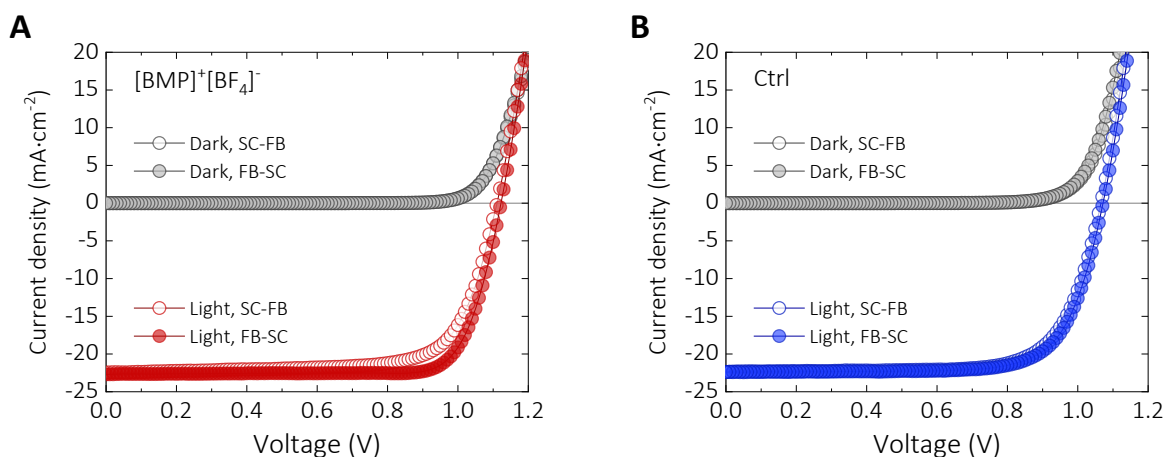 A
[BMP]⁺[BF₄]⁻
Dark, SC-FB
Dark, FB-SC
Light, SC-FB
Light, FB-SC
20
15
10
5
0
-5
-10
-15
-20
-25
0.0 0.2 0.4 0.6 0.8 1.0 1.2
Voltage (V)
Current density (mA·cm⁻²)
B
Ctrl
Dark, SC-FB
Dark, FB-SC
Light, SC-FB
Light, FB-SC
20
15
10
5
0
-5
-10
-15
-20
-25
0.0 0.2 0.4 0.6 0.8 1.0 1.2
Voltage (V)
Current density (mA·cm⁻²)